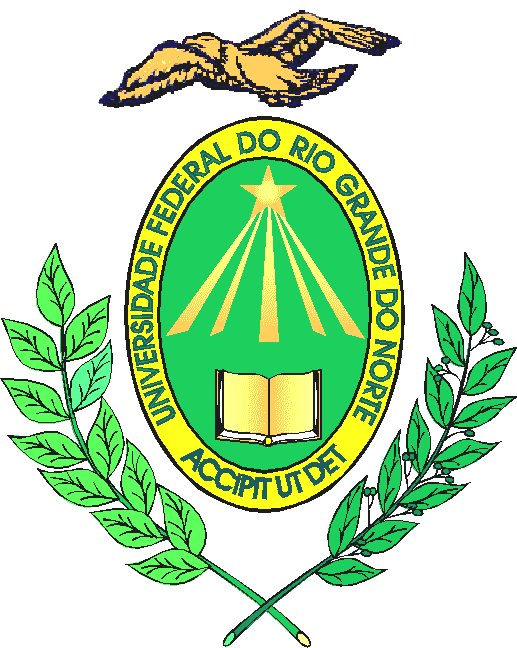 UNIVERSIDADE FEDERAL DO RIO GRANDE DO NORTE
ACCIPIT UT DET